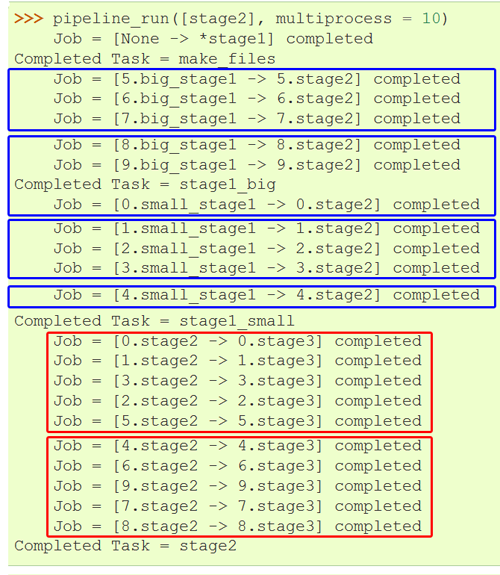 >>> pipeline_run([stage2], multiprocess = 10)
Job = [None -> *stage1] completed
Completed Task = make_files
Job = [5.big_stage1 -> 5.stage2] completed
Job = [6.big_stage1 -> 6.stage2] completed
Job = [7.big_stage1 -> 7.stage2] completed
Job = [8.big_stage1 -> 8.stage2] completed
Job = [9.big_stage1 -> 9.stage2] completed
Completed Task = stage1_big
Job = [0.small_stage1 -> 0.stage2] completed
Job = [1.small_stage1 -> 1.stage2] completed
Job = [2.small_stage1 -> 2.stage2] completed
Job = [3.small_stage1 -> 3.stage2] completed
Job = [4.small_stage1 -> 4.stage2] completed
Completed Task = stage1_small
Job = [0.stage2 -> 0.stage3] completed
Job = [1.stage2 -> 1.stage3] completed
Job = [3.stage2 -> 3.stage3] completed
Job = [2.stage2 -> 2.stage3] completed
Job = [5.stage2 -> 5.stage3] completed
Job = [4.stage2 -> 4.stage3] completed
Job = [6.stage2 -> 6.stage3] completed
Job = [9.stage2 -> 9.stage3] completed
Job = [7.stage2 -> 7.stage3] completed
Job = [8.stage2 -> 8.stage3] completed
Completed Task = stage2